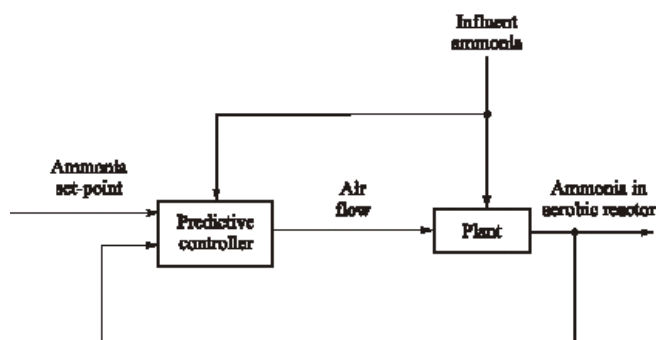 Influent
ammonia
Ammonia
set-point
Air
flow
Ammonia in
aerobic reactor
Predictive
controller
Plant